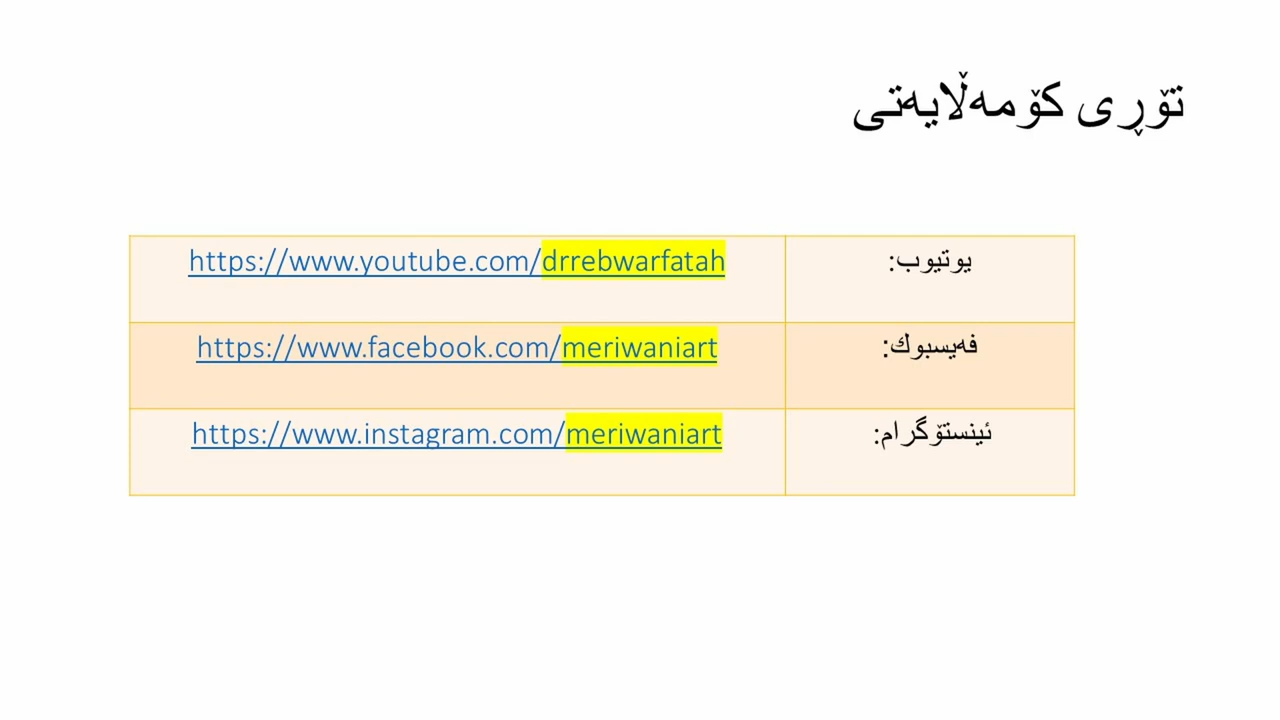 تۆڕی کۆمەڵایەتی
یوتیوب:
https://www.youtube.com/drrebwarfatah
فەیسبوك:
https://www.facebook.com/meriwaniart
ئینستۆگرام:
https://www.instagram.com/meriwaniart